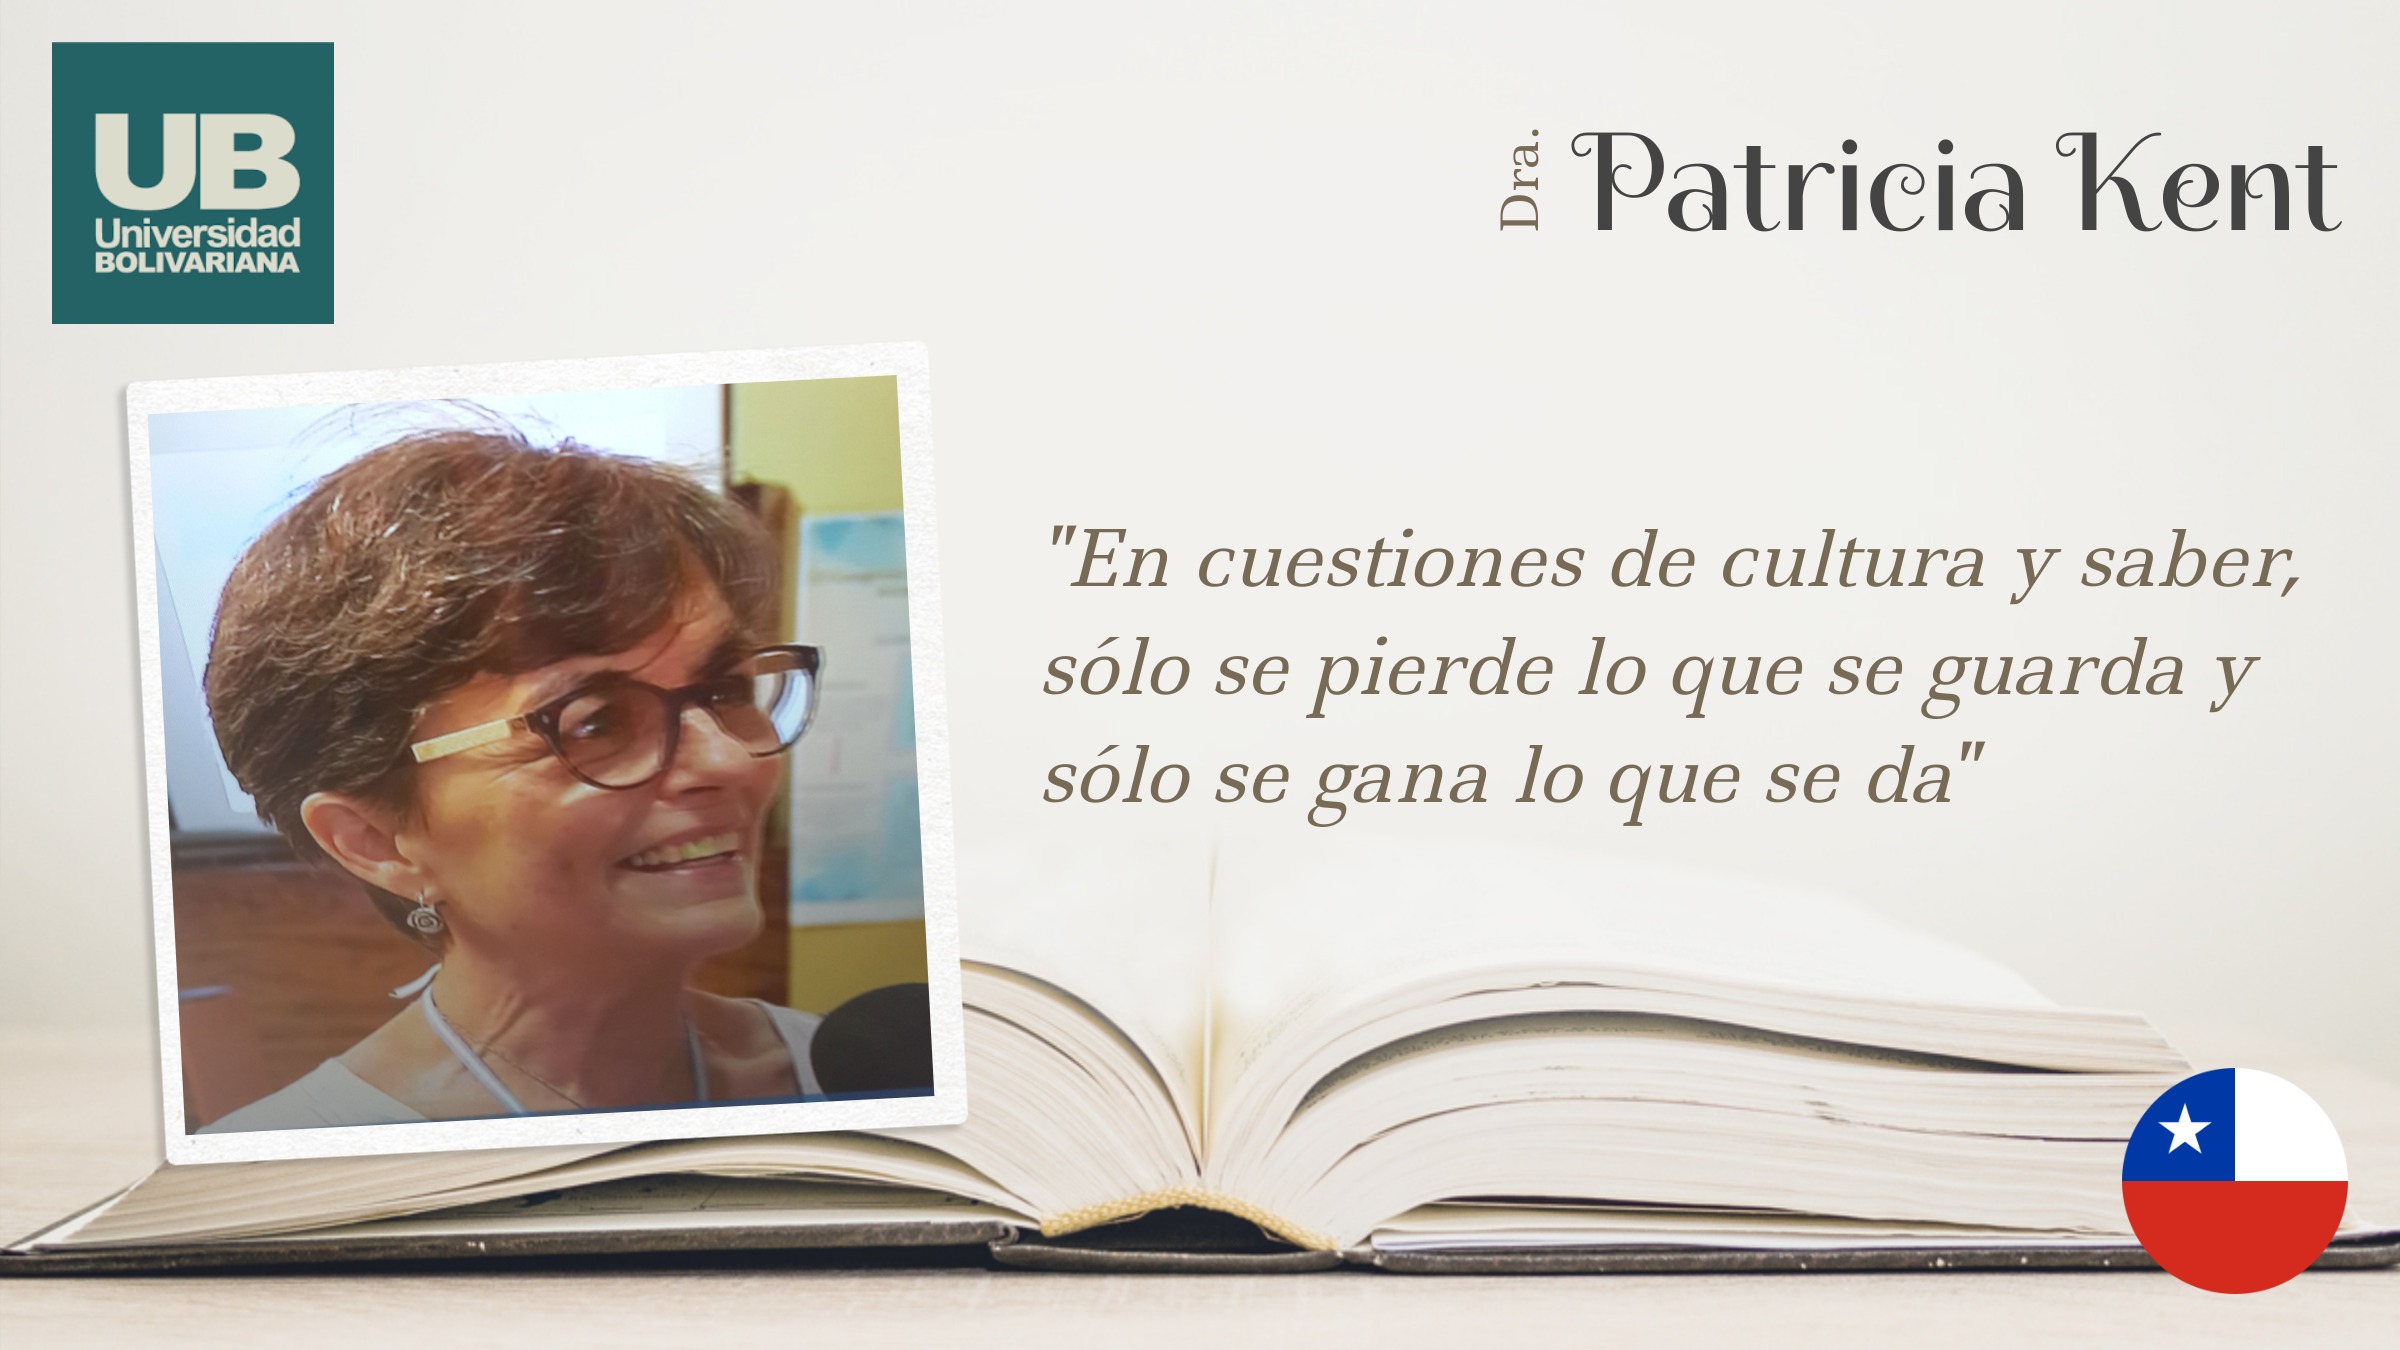 UB
Universidad
BOLIVARIANA
Dra. Patricia Kent
"En cuestiones de cultura y saber,
sólo se pierde lo que se guarda y
sólo se gana lo que se da"